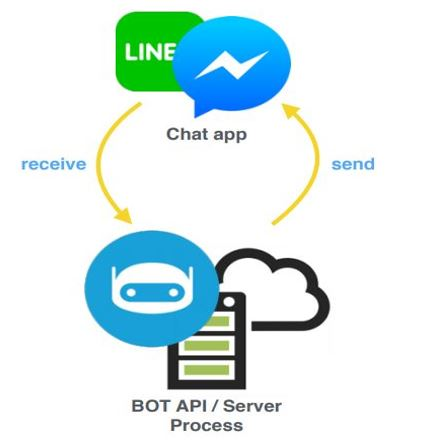 LINE
Chat app
receive
send
BOT API / Server
Process